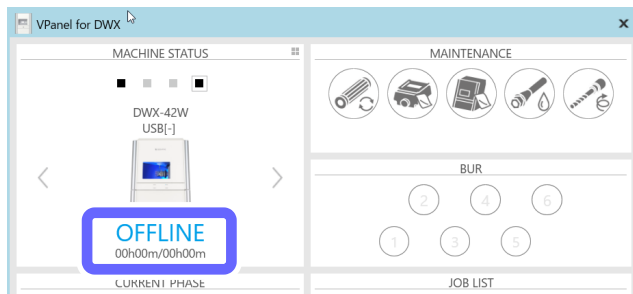 VPanel for DWX
MACHINE STATUS
DWX-42W
USB[-]
OFFLINE
00h00m/00h00m
CURRENT PHASE
MAINTENANCE
BUR
2 4 6
1 3 5
JOB LIST